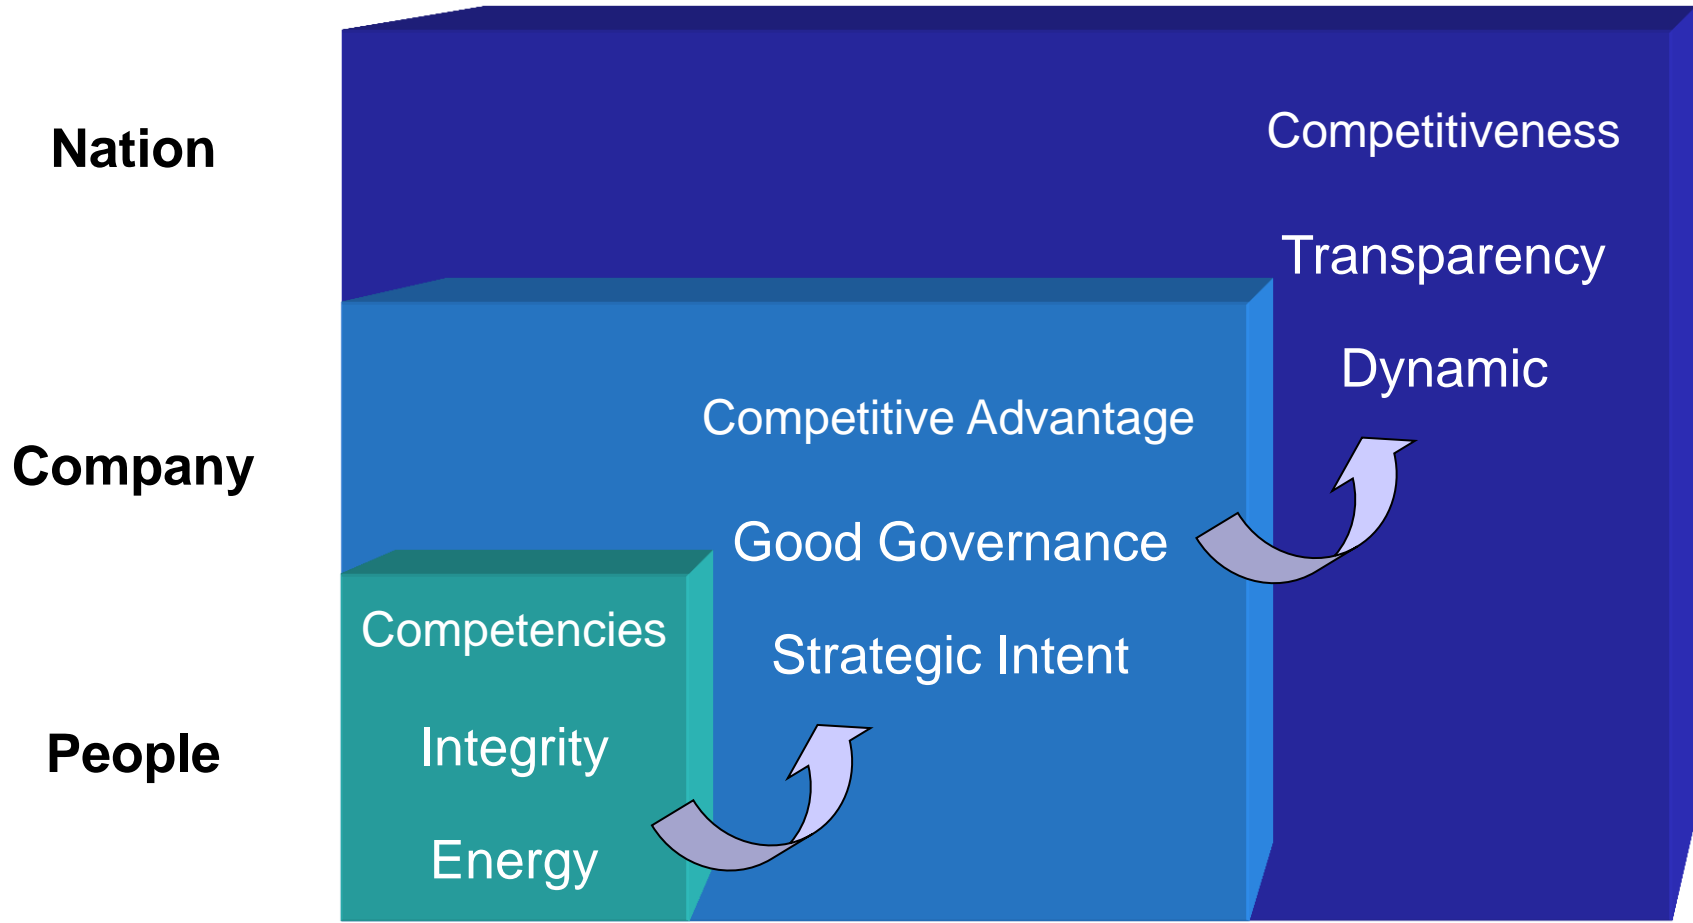 Nation
Competitiveness
Transparency
Dynamic
Company
Competitive Advantage
Good Governance
Strategic Intent
People
Competencies
Integrity
Energy